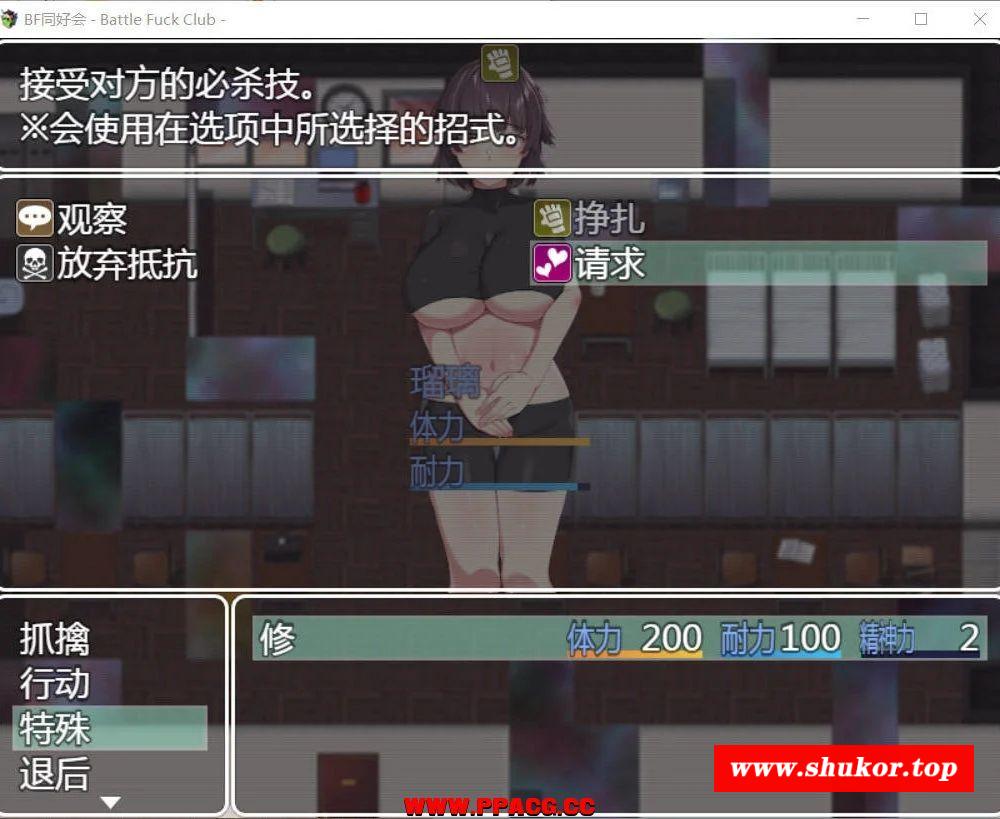 BF同好会 - Battle Fuck Club -
接受对方的必杀技。
※会使用在选项中所选择的招式。
观察
挣扎
放弃抵抗
请求
瑠璃
体力
耐力
抓擒
行动
特殊
退后
修 体力 200 耐力 100 精神力 2
www.shukor.top
WWW.PPACG.CC